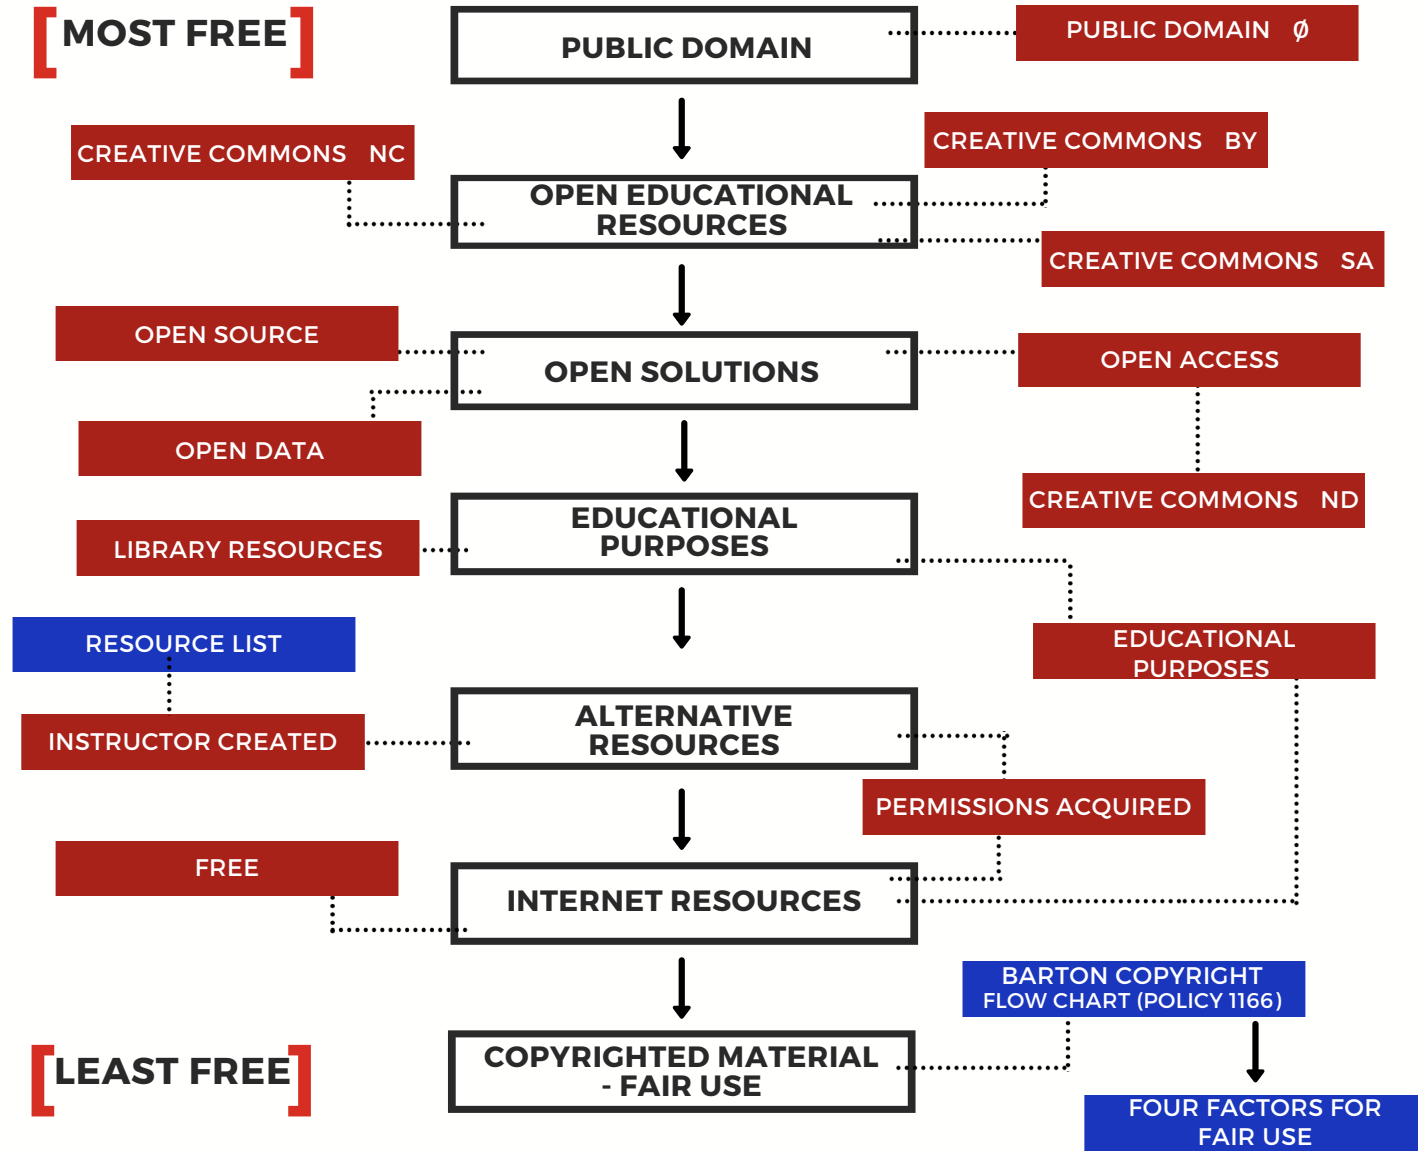 [MOST FREE]
PUBLIC DOMAIN
PUBLIC DOMAIN Ø
CREATIVE COMMONS NC
CREATIVE COMMONS BY
OPEN EDUCATIONAL
RESOURCES
CREATIVE COMMONS SA
OPEN SOURCE
OPEN SOLUTIONS
OPEN ACCESS
OPEN DATA
CREATIVE COMMONS ND
EDUCATIONAL
PURPOSES
LIBRARY RESOURCES
RESOURCE LIST
EDUCATIONAL
PURPOSES
INSTRUCTOR CREATED
ALTERNATIVE
RESOURCES
PERMISSIONS ACQUIRED
FREE
INTERNET RESOURCES
BARTON COPYRIGHT
FLOW CHART (POLICY 1166)
[LEAST FREE]
COPYRIGHTED MATERIAL
- FAIR USE
FOUR FACTORS FOR
FAIR USE